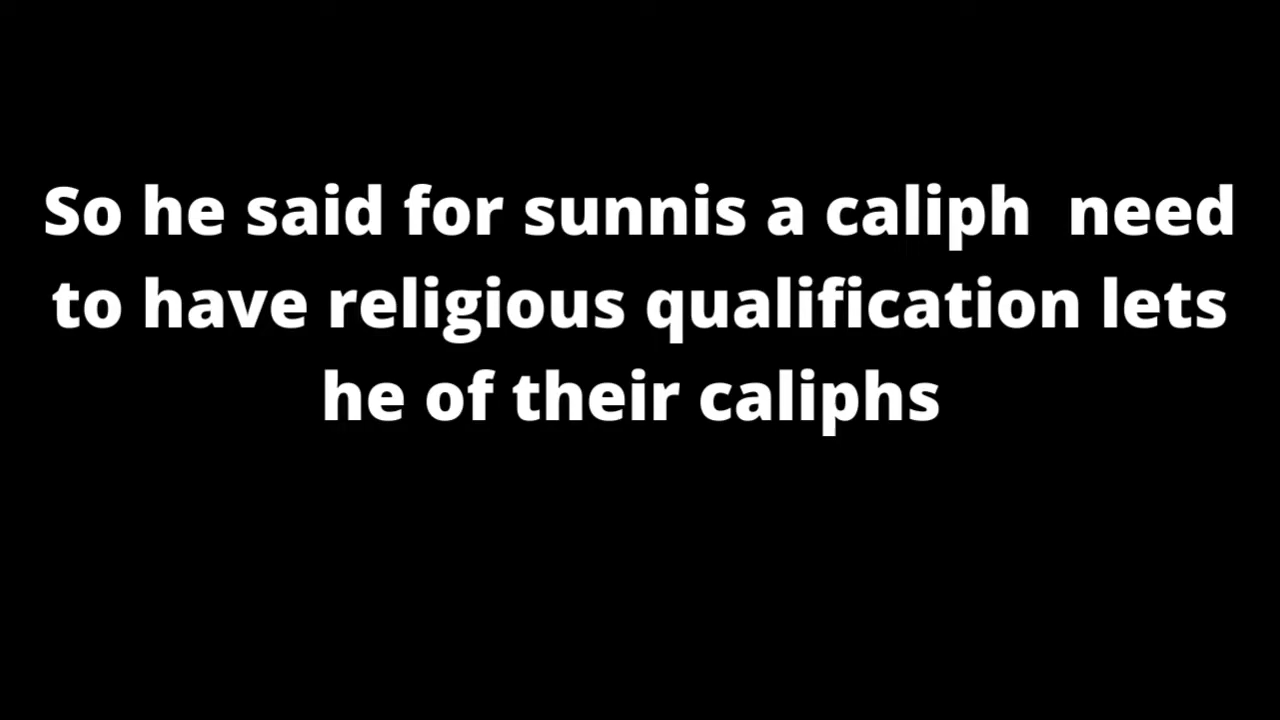 So he said for sunnis a caliph  need
to have religious qualification lets
he of their caliphs